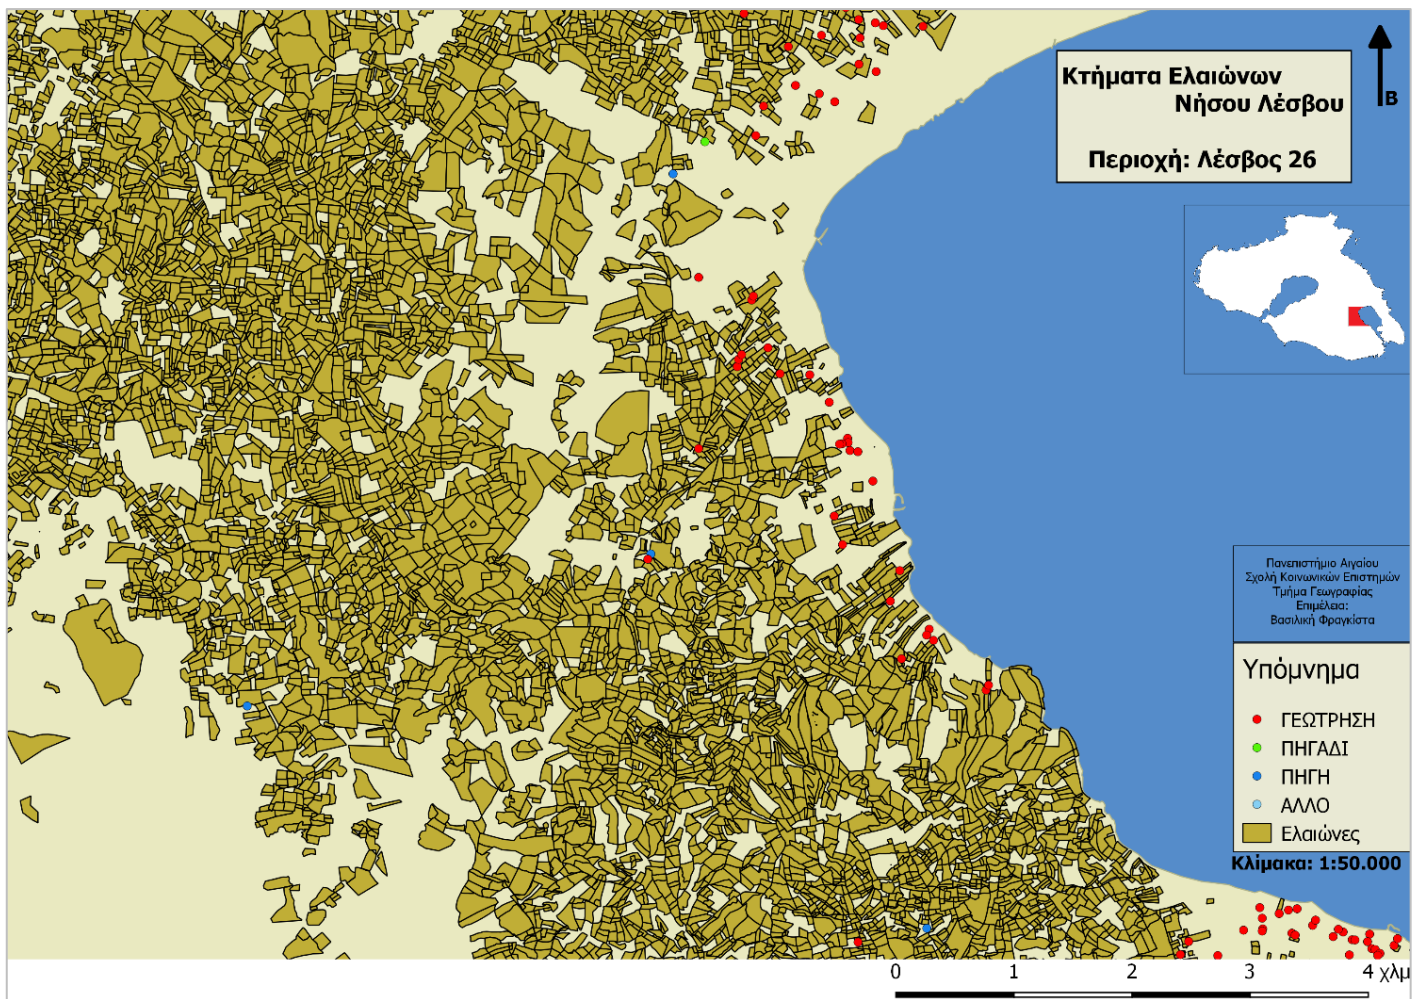 Κτήματα Ελαιώνων
Νήσου Λέσβου
Περιοχή: Λέσβος 26
Β
Πανεπιστήμιο Αιγαίου
Σχολή Κοινωνικών Επιστημών
Τμήμα Γεωγραφίας
Επιμέλεια:
Βασιλική Φραγκίστα
Υπόμνημα
ΓΕΩΤΡΗΣΗ
ΠΗΓΑΔΙ
ΠΗΓΗ
ΑΛΛΟ
Ελαιώνες
Κλίμακα: 1:50.000
0 1 2 3 4 χλμ